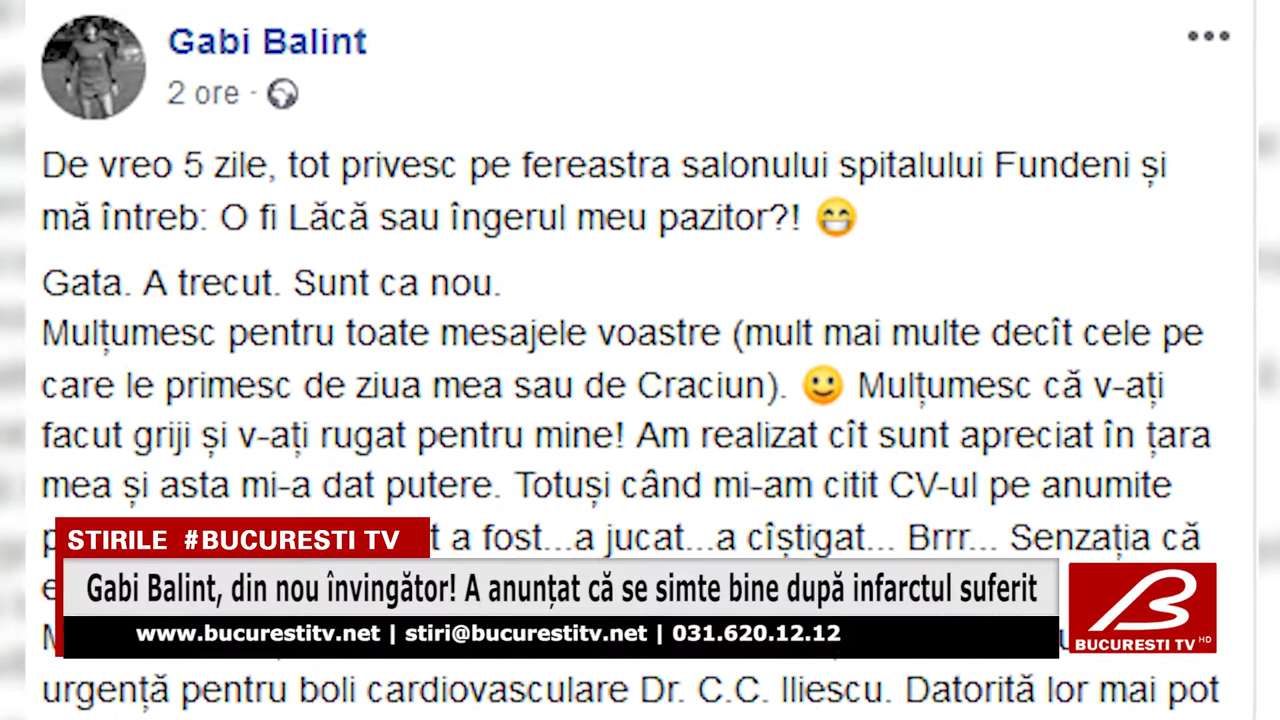 Gabi Balint
2 ore ·
De vreo 5 zile, tot privesc pe fereastra salonului spitalului Fundeni și
mă întreb: O fi Lăcă sau îngerul meu pazitor?! 😁
Gata. A trecut. Sunt ca nou.
Mulțumesc pentru toate mesajele voastre (mult mai multe decît cele pe
care le primesc de ziua mea sau de Craciun). 🙂 Mulțumesc că v-ați
facut griji și v-ați rugat pentru mine! Am realizat cît sunt apreciat în țara
mea și asta mi-a dat putere. Totuși când mi-am citit CV-ul pe anumite
a fost...a jucat...a cîștigat... Brrr... Senzația că
STIRILE #BUCURESTI TV
Gabi Balint, din nou învingător! A anunțat că se simte bine după infarctul suferit
www.bucurestitv.net | stiri@bucurestitv.net | 031.620.12.12
BUCURESTI TV HD
urgență pentru boli cardiovasculare Dr. C.C. Iliescu. Datorită lor mai pot